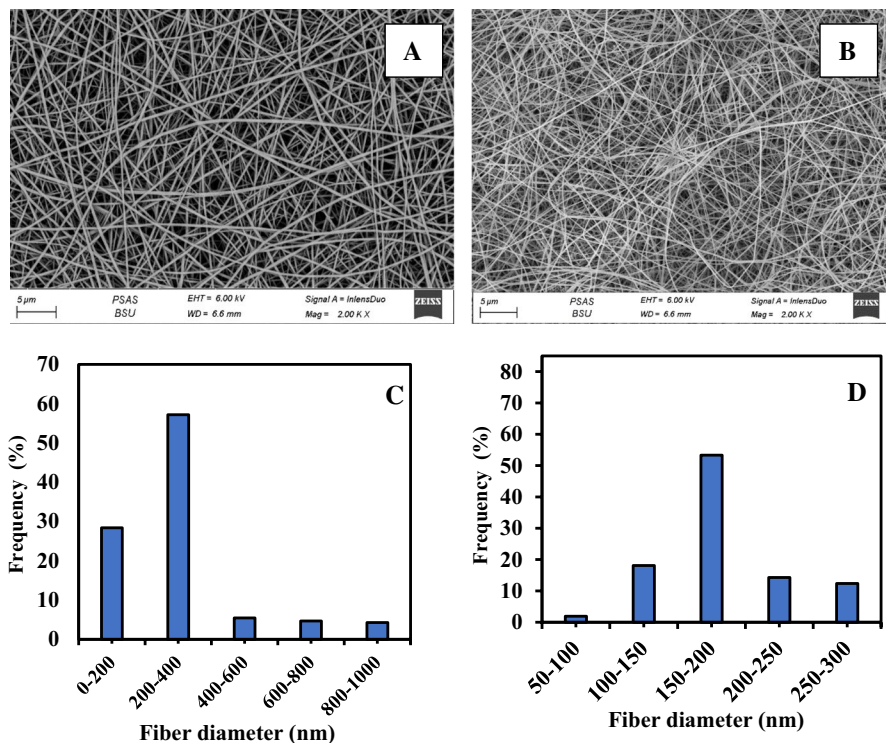 A
B
5 µm PSAS EHT = 6.00 kV Signal A = InlensDuo ZEISS
BSU WD = 6.6 mm Mag = 2.00 K X
5 µm PSAS EHT = 6.00 kV Signal A = InlensDuo ZEISS
BSU WD = 6.6 mm Mag = 2.00 K X
C
Frequency (%)
70
60
50
40
30
20
10
0
0-200 200-400 400-600 600-800 800-1000
Fiber diameter (nm)
D
Frequency (%)
80
70
60
50
40
30
20
10
0
50-100 100-150 150-200 200-250 250-300
Fiber diameter (nm)